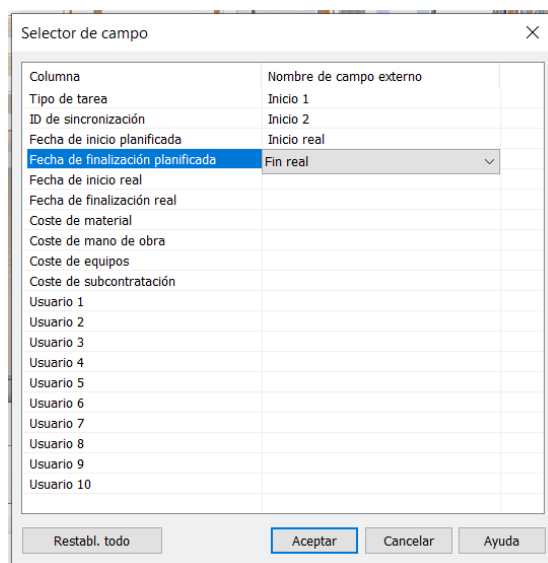 Selector de campo
Columna Nombre de campo externo
Tipo de tarea Inicio 1
ID de sincronización Inicio 2
Fecha de inicio planificada Inicio real
Fecha de finalización planificada Fin real
Fecha de inicio real
Fecha de finalización real
Coste de material
Coste de mano de obra
Coste de equipos
Coste de subcontratación
Usuario 1
Usuario 2
Usuario 3
Usuario 4
Usuario 5
Usuario 6
Usuario 7
Usuario 8
Usuario 9
Usuario 10
Restabl. todo Aceptar Cancelar Ayuda